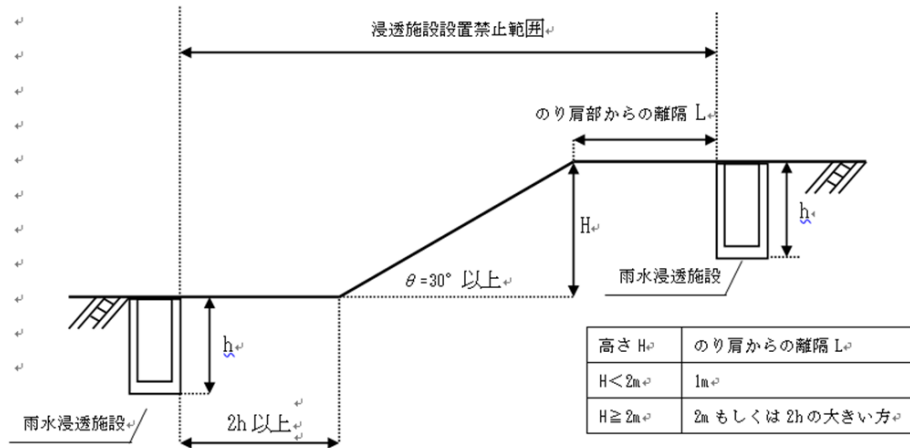 浸透施設設置禁止範囲
のり肩部からの離隔 L
H
h
θ=30° 以上
雨水浸透施設
h
雨水浸透施設
2h 以上
高さ H のり肩からの離隔 L
H<2m 1m
H≧2m 2m もしくは 2h の大きい方